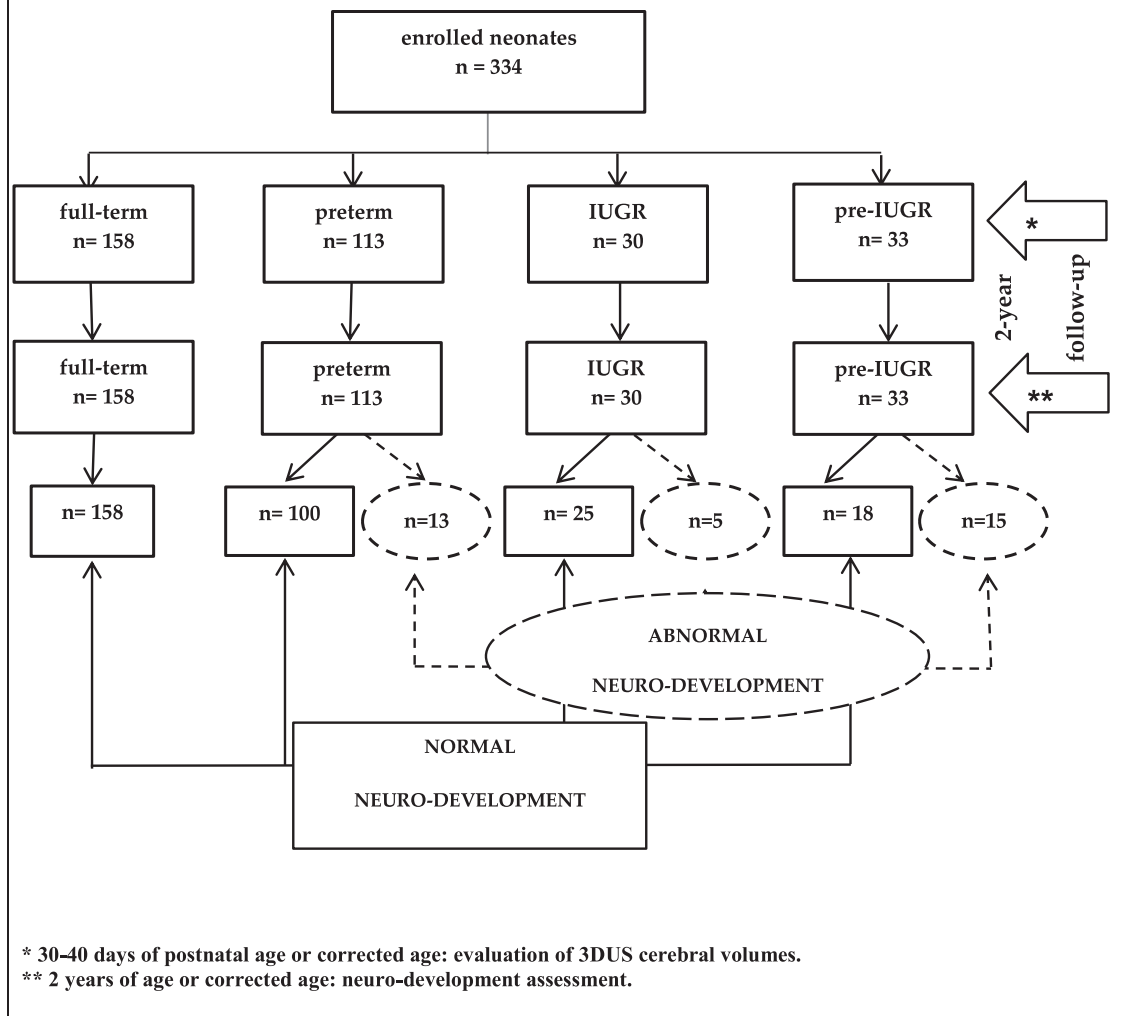 enrolled neonates
n = 334
full-term
n= 158
preterm
n= 113
IUGR
n= 30
pre-IUGR
n= 33
*
2-year
follow-up
full-term
n= 158
preterm
n= 113
IUGR
n= 30
pre-IUGR
n= 33
**
n= 158
n= 100
n=13
n= 25
n=5
n= 18
n=15
ABNORMAL
NEURO-DEVELOPMENT
NORMAL
NEURO-DEVELOPMENT
* 30-40 days of postnatal age or corrected age: evaluation of 3DUS cerebral volumes.
** 2 years of age or corrected age: neuro-development assessment.